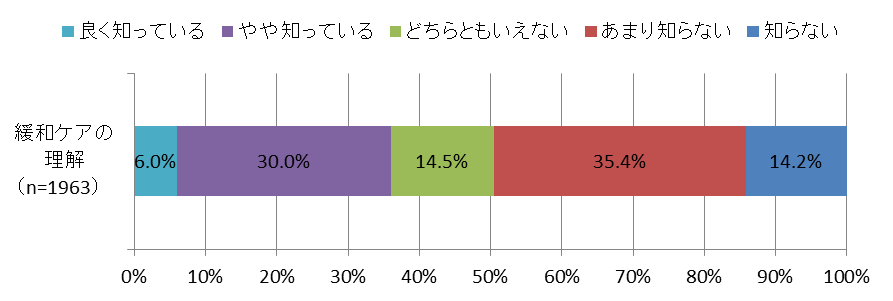 良く知っている やや知っている どちらともいえない あまり知らない 知らない
緩和ケアの
理解
（n=1963）
6.0% 30.0% 14.5% 35.4% 14.2%
0% 10% 20% 30% 40% 50% 60% 70% 80% 90% 100%